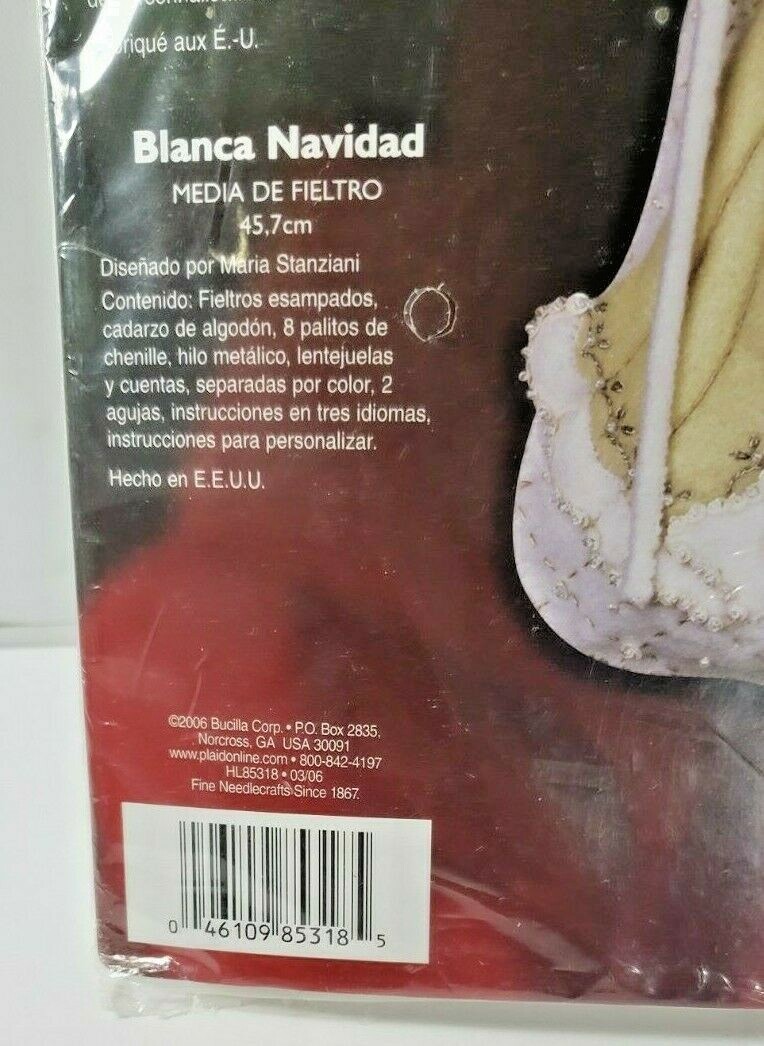 aux É.-U.
Blanca Navidad
MEDIA DE FIELTRO
45,7cm
Diseñado por Maria Stanziani
Contenido: Fieltros esampados,
cadarzo de algodón, 8 palitos de
chenille, hilo metálico, lentejuelas
y cuentas, separadas por color, 2
agujas, instrucciones en tres idiomas,
instrucciones para personalizar.
Hecho en E.E.U.U.
©2006 Bucilla Corp. • P.O. Box 2835,
Norcross, GA USA 30091
www.plaidonline.com • 800-842-4197
HL85318 • 03/06
Fine Needlecrafts Since 1867.
0 46109 85318 5